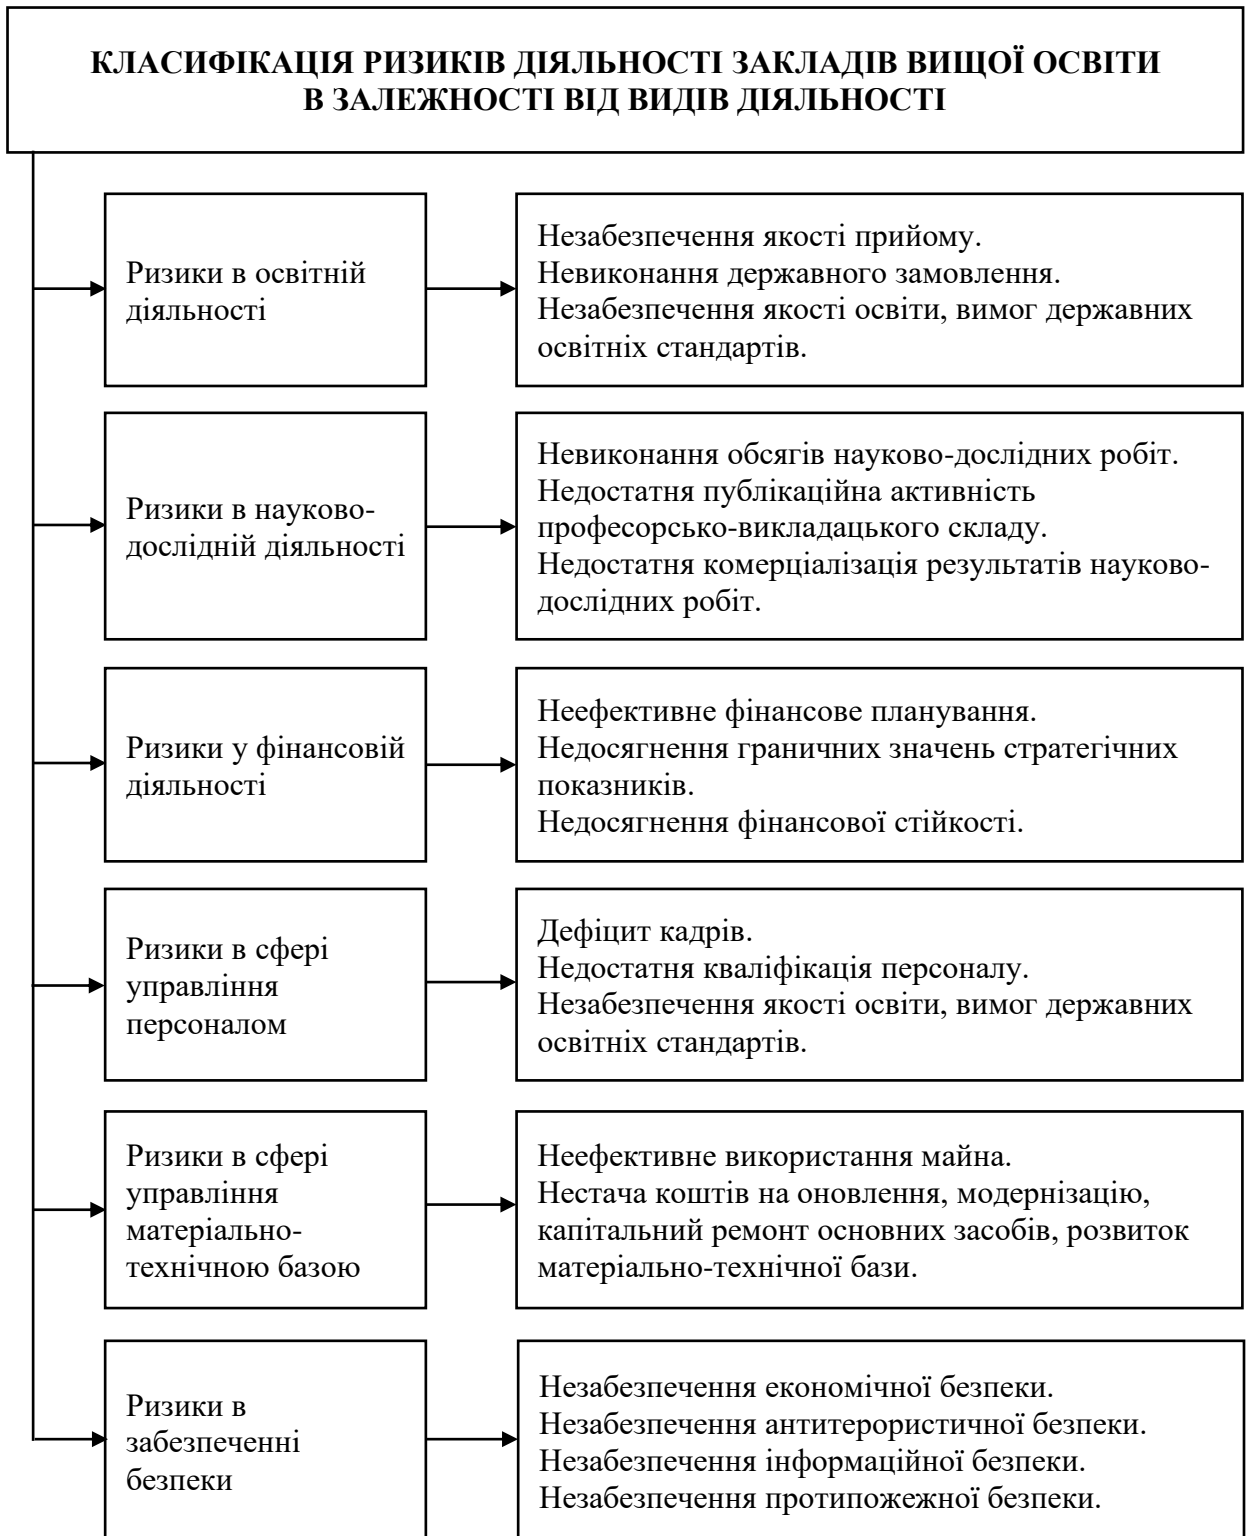 КЛАСИФІКАЦІЯ РИЗИКІВ ДІЯЛЬНОСТІ ЗАКЛАДІВ ВИЩОЇ ОСВІТИ
В ЗАЛЕЖНОСТІ ВІД ВИДІВ ДІЯЛЬНОСТІ
Ризики в освітній
діяльності
Незабезпечення якості прийому.
Невиконання державного замовлення.
Незабезпечення якості освіти, вимог державних
освітніх стандартів.
Ризики в науково-
дослідній діяльності
Невиконання обсягів науково-дослідних робіт.
Недостатня публікаційна активність
професорсько-викладацького складу.
Недостатня комерціалізація результатів науково-
дослідних робіт.
Ризики у фінансовій
діяльності
Неефективне фінансове планування.
Недосягнення граничних значень стратегічних
показників.
Недосягнення фінансової стійкості.
Ризики в сфері
управління
персоналом
Дефіцит кадрів.
Недостатня кваліфікація персоналу.
Незабезпечення якості освіти, вимог державних
освітніх стандартів.
Ризики в сфері
управління
матеріально-
технічною базою
Неефективне використання майна.
Нестача коштів на оновлення, модернізацію,
капітальний ремонт основних засобів, розвиток
матеріально-технічної бази.
Ризики в
забезпеченні
безпеки
Незабезпечення економічної безпеки.
Незабезпечення антитерористичної безпеки.
Незабезпечення інформаційної безпеки.
Незабезпечення протипожежної безпеки.